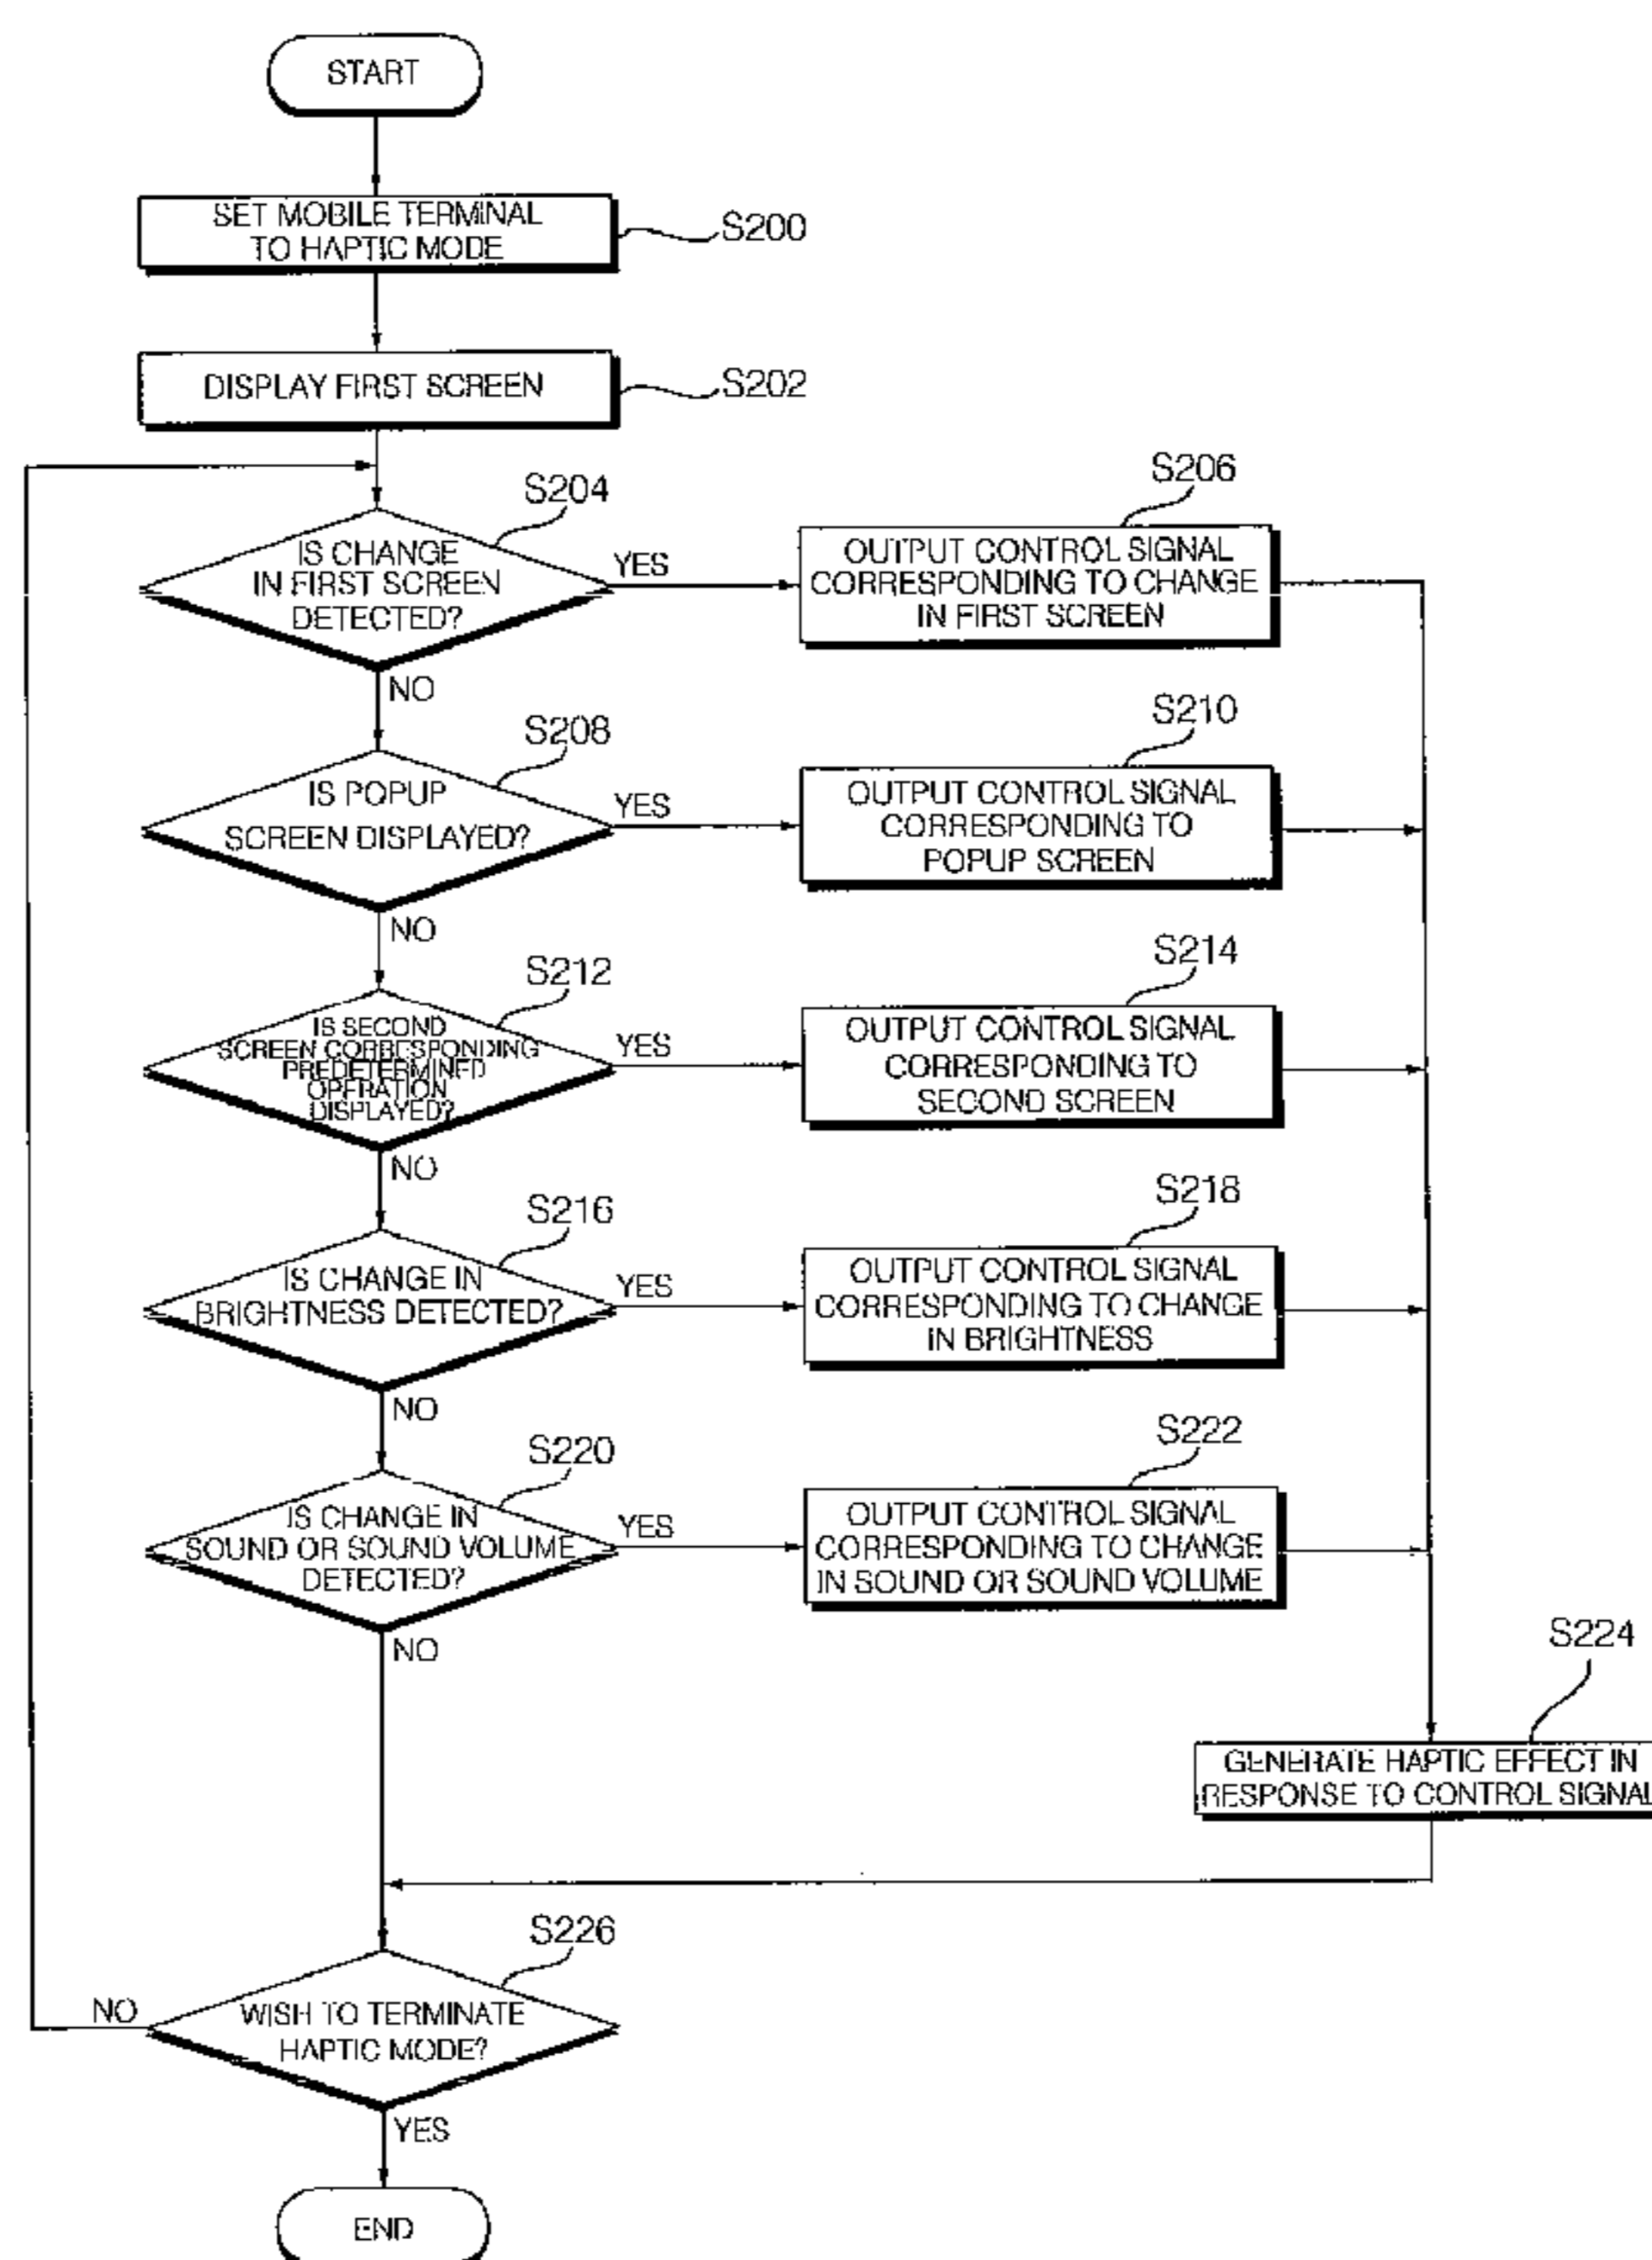 START
SET MOBILE TERMINAL
TO HAPTIC MODE
S200
DISPLAY FIRST SCREEN
S202
S204
IS CHANGE
IN FIRST SCREEN
DETECTED?
YES
NO
S206
OUTPUT CONTROL SIGNAL
CORRESPONDING TO CHANGE
IN FIRST SCREEN
S208
IS POPUP
SCREEN DISPLAYED?
YES
NO
S210
OUTPUT CONTROL SIGNAL
CORRESPONDING TO
POPUP SCREEN
S212
IS SECOND
SCREEN CORRESPONDING
PREDETERMINED
OPERATION
DISPLAYED?
YES
NO
S214
OUTPUT CONTROL SIGNAL
CORRESPONDING TO
SECOND SCREEN
S216
IS CHANGE IN
BRIGHTNESS DETECTED?
YES
NO
S218
OUTPUT CONTROL SIGNAL
CORRESPONDING TO CHANGE
IN BRIGHTNESS
S220
IS CHANGE IN
SOUND OR SOUND VOLUME
DETECTED?
YES
NO
S222
OUTPUT CONTROL SIGNAL
CORRESPONDING TO CHANGE
IN SOUND OR SOUND VOLUME
S224
GENERATE HAPTIC EFFECT IN
RESPONSE TO CONTROL SIGNAL
S226
WISH TO TERMINATE
HAPTIC MODE?
NO
YES
END